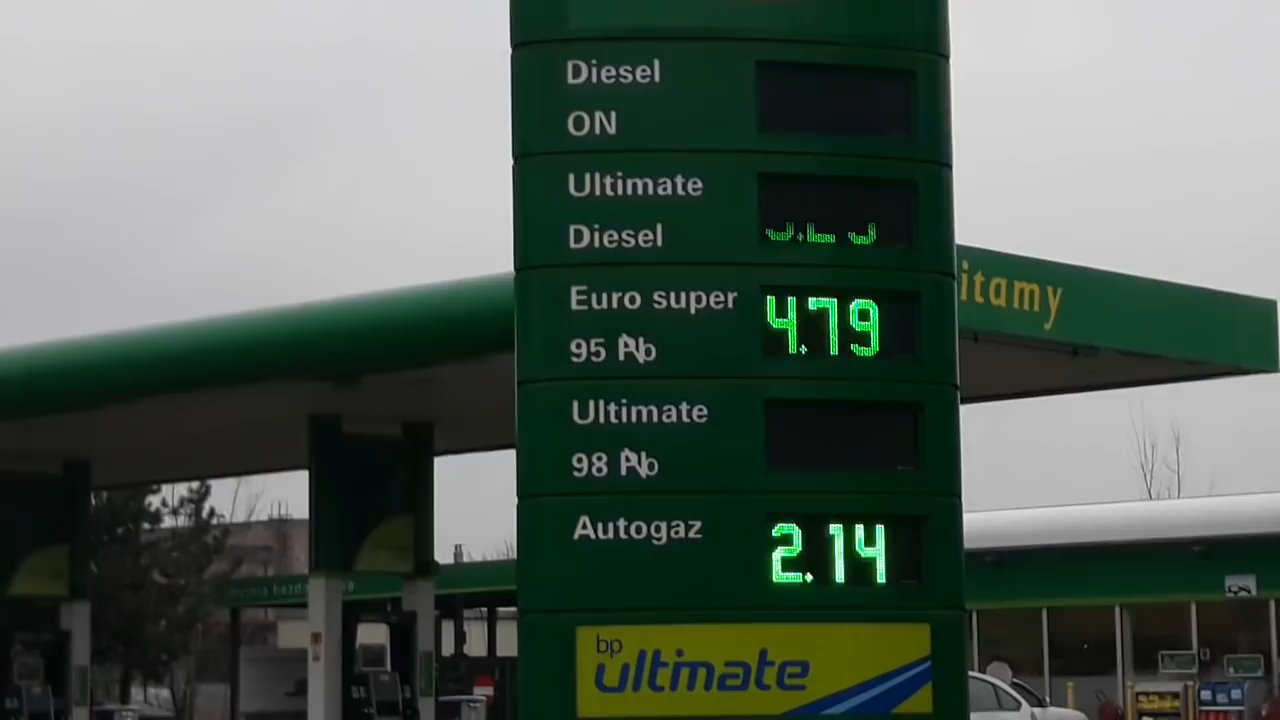 Diesel
ON
Ultimate
Diesel
Euro super
95 Pb
4.79
Ultimate
98 Pb
Autogaz
2.14
bp
ultimate
itamy